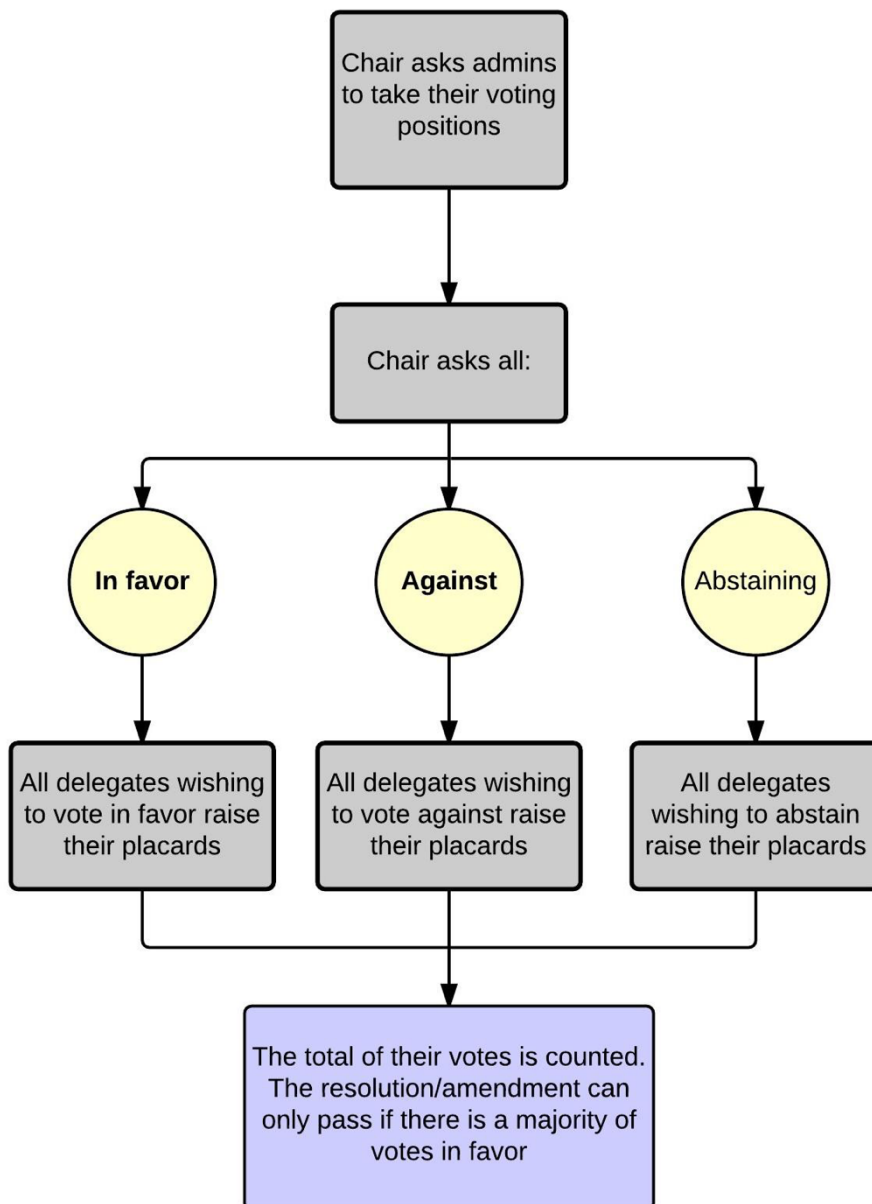 Chair asks admins
to take their voting
positions
Chair asks all:
In favor
Against
Abstaining
All delegates wishing
to vote in favor raise
their placards
All delegates wishing
to vote against raise
their placards
All delegates
wishing to abstain
raise their placards
The total of their votes is counted.
The resolution/amendment can
only pass if there is a majority of
votes in favor